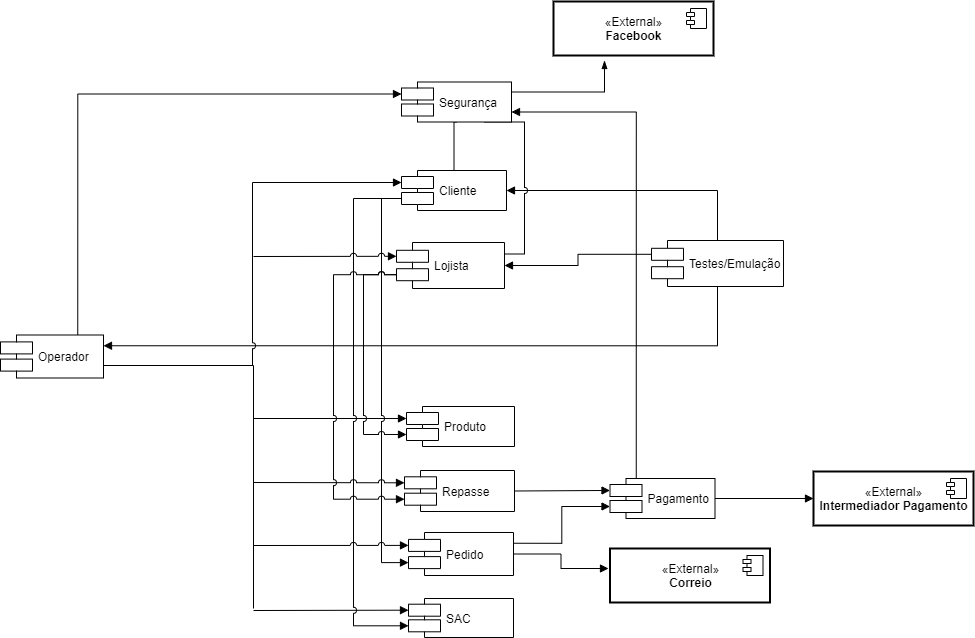 «External»
Facebook
Segurança
Cliente
Lojista
Testes/Emulação
Operador
Produto
Repasse
Pagamento
«External»
Intermediador Pagamento
Pedido
«External»
Correio
SAC